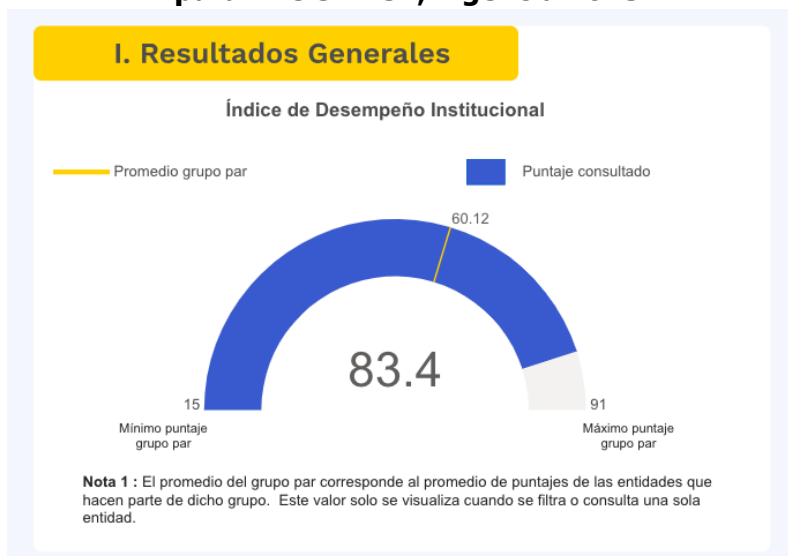 I. Resultados Generales
Índice de Desempeño Institucional
Promedio grupo par
Puntaje consultado
60.12
83.4
15
91
Mínimo puntaje
grupo par
Máximo puntaje
grupo par
Nota 1 : El promedio del grupo par corresponde al promedio de puntajes de las entidades que
hacen parte de dicho grupo.  Este valor solo se visualiza cuando se filtra o consulta una sola
entidad.